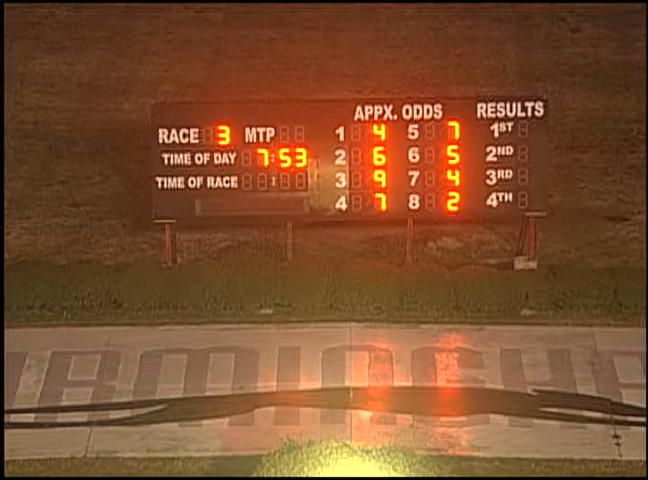 APPX. ODDS RESULTS
RACE 3 MTP 1 4 5 7 1ST
TIME OF DAY 7:53 2 6 6 5 2ND
TIME OF RACE 3 9 7 4 3RD
4 7 8 2 4TH
IRMINGHA